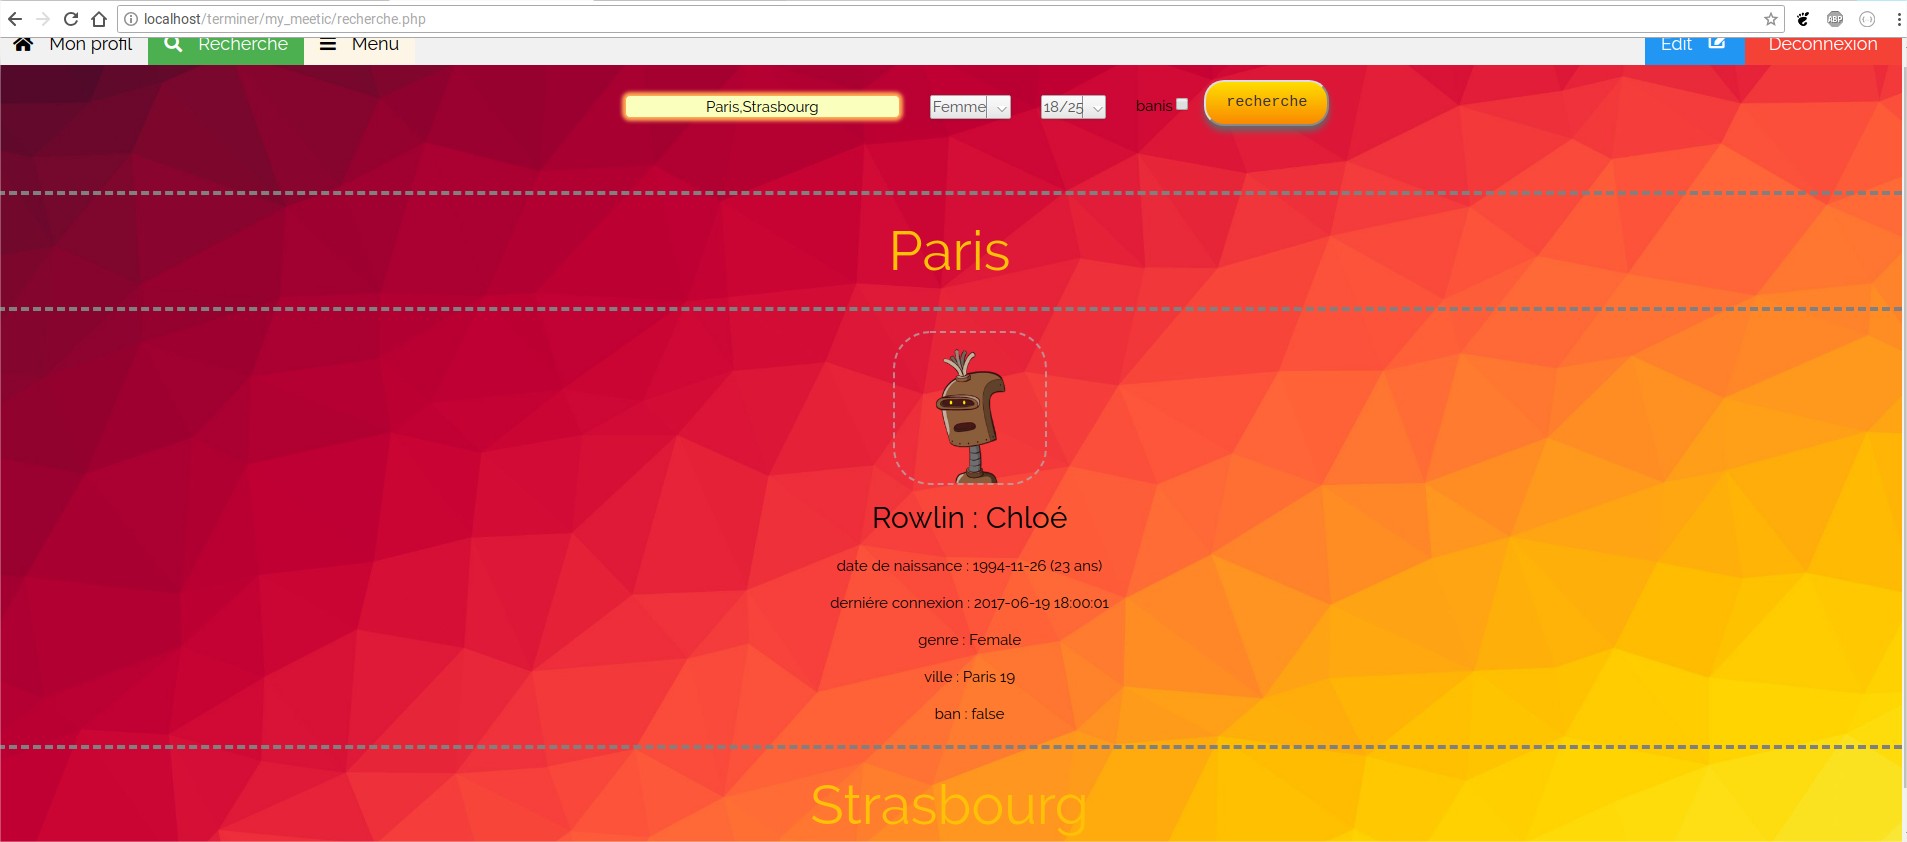 localhost/terminer/my_meetic/recherche.php
ABP
Mon profil Recherche Menu Edit Deconnexion
Paris,Strasbourg Femme 18/25 banis recherche
Paris
Rowlin : Chloé
date de naissance : 1994-11-26 (23 ans)
derniére connexion : 2017-06-19 18:00:01
genre : Female
ville : Paris 19
ban : false
Strasbourg